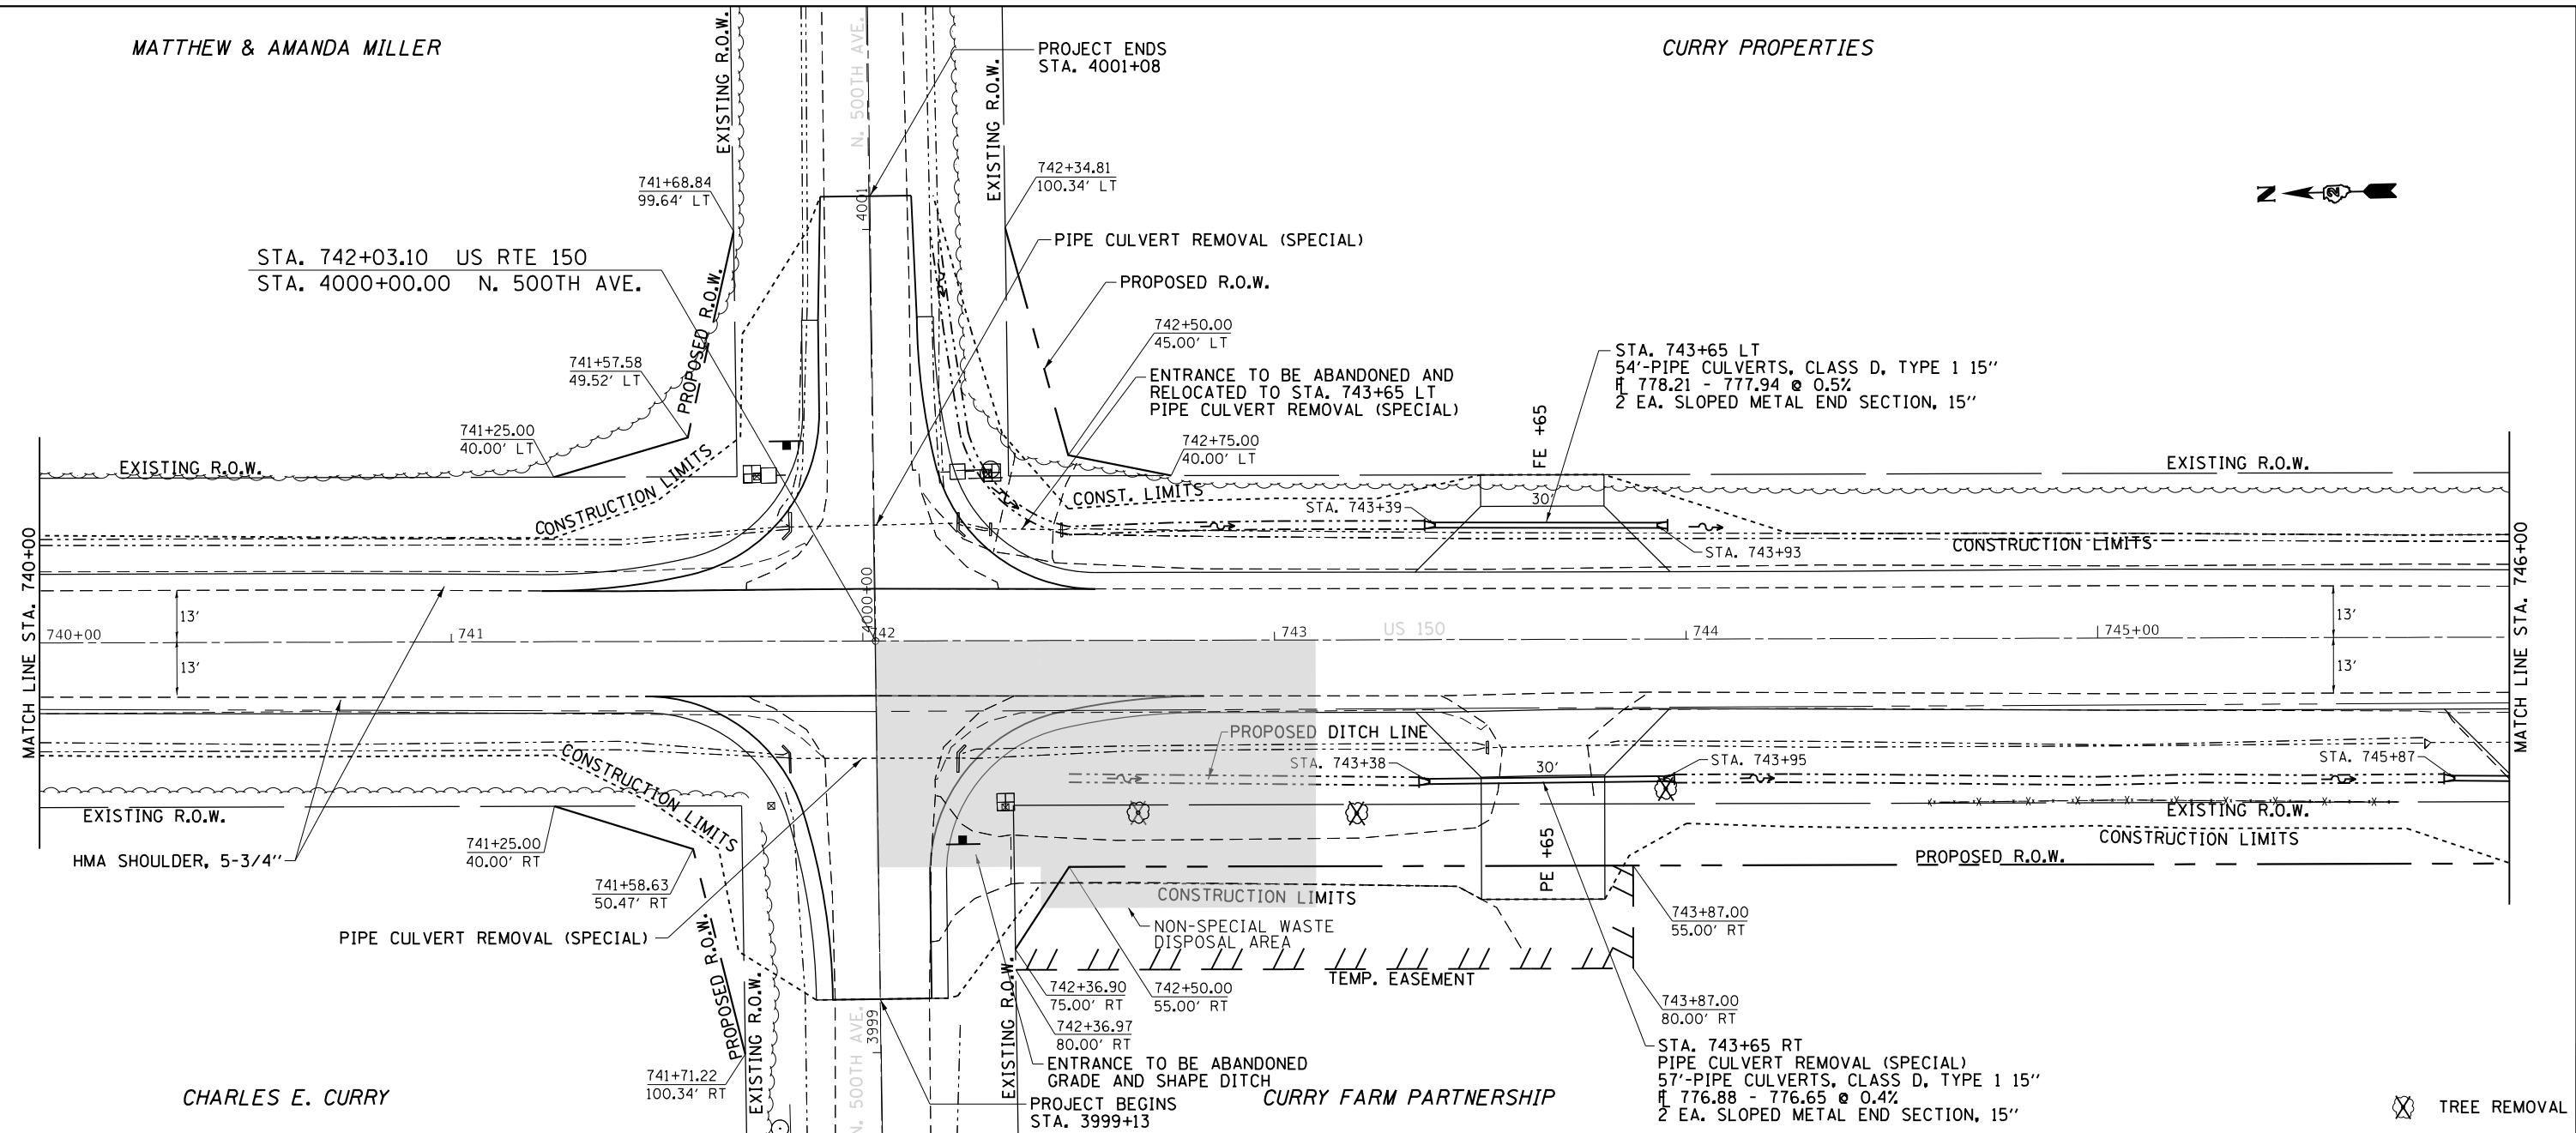 MATTHEW & AMANDA MILLER
EXISTING R.O.W.
N. 500TH AVE.
EXISTING R.O.W.
PROJECT ENDS
STA. 4001+08
CURRY PROPERTIES
N
2
741+68.84
99.64' LT
742+34.81
100.34' LT
4001
STA. 742+03.10 US RTE 150
STA. 4000+00.00 N. 500TH AVE.
PIPE CULVERT REMOVAL (SPECIAL)
PROPOSED R.O.W.
PROPOSED R.O.W.
742+50.00
45.00' LT
741+57.58
49.52' LT
ENTRANCE TO BE ABANDONED AND
RELOCATED TO STA. 743+65 LT
PIPE CULVERT REMOVAL (SPECIAL)
STA. 743+65 LT
54'-PIPE CULVERTS, CLASS D, TYPE 1 15''
FL 778.21 - 777.94 @ 0.5%
2 EA. SLOPED METAL END SECTION, 15''
FE +65
741+25.00
40.00' LT
742+75.00
40.00' LT
EXISTING R.O.W.
EXISTING R.O.W.
CONSTRUCTION LIMITS
CONST. LIMITS
30'
STA. 743+39
STA. 743+93
CONSTRUCTION LIMITS
MATCH LINE STA. 740+00
MATCH LINE STA. 746+00
4000+00
13'
13'
740+00
741
742
743
US 150
744
745+00
13'
13'
PROPOSED DITCH LINE
CONSTRUCTION LIMITS
STA. 743+38
30'
STA. 743+95
STA. 745+87
EXISTING R.O.W.
EXISTING R.O.W.
CONSTRUCTION LIMITS
HMA SHOULDER, 5-3/4''
741+25.00
40.00' RT
PROPOSED R.O.W.
PE +65
741+58.63
50.47' RT
CONSTRUCTION LIMITS
743+87.00
55.00' RT
NON-SPECIAL WASTE
DISPOSAL AREA
PIPE CULVERT REMOVAL (SPECIAL)
PROPOSED R.O.W.
EXISTING R.O.W.
EXISTING R.O.W.
TEMP. EASEMENT
742+36.90
75.00' RT
742+50.00
55.00' RT
743+87.00
80.00' RT
3999
N. 500TH AVE.
742+36.97
80.00' RT
STA. 743+65 RT
PIPE CULVERT REMOVAL (SPECIAL)
57'-PIPE CULVERTS, CLASS D, TYPE 1 15''
FL 776.88 - 776.65 @ 0.4%
2 EA. SLOPED METAL END SECTION, 15''
ENTRANCE TO BE ABANDONED
GRADE AND SHAPE DITCH
741+71.22
100.34' RT
CHARLES E. CURRY
CURRY FARM PARTNERSHIP
PROJECT BEGINS
STA. 3999+13
TREE REMOVAL